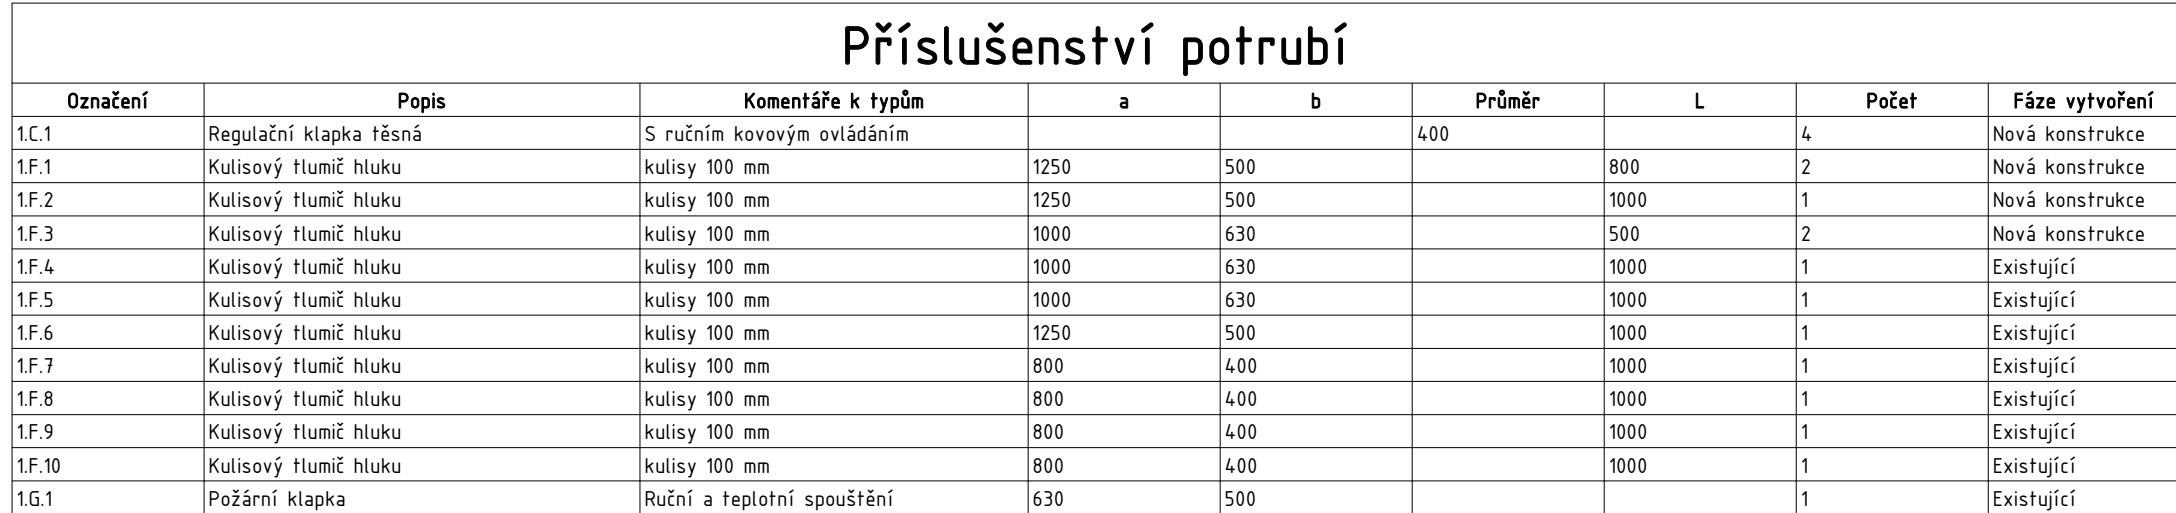 Příslušenství potrubí
Označení Popis Komentáře k typům a b Průměr L Počet Fáze vytvoření
1.C.1 Regulační klapka těsná S ručním kovovým ovládáním 400 4 Nová konstrukce
1.F.1 Kulisový tlumič hluku kulisy 100 mm 1250 500 800 2 Nová konstrukce
1.F.2 Kulisový tlumič hluku kulisy 100 mm 1250 500 1000 1 Nová konstrukce
1.F.3 Kulisový tlumič hluku kulisy 100 mm 1000 630 500 2 Nová konstrukce
1.F.4 Kulisový tlumič hluku kulisy 100 mm 1000 630 1000 1 Existující
1.F.5 Kulisový tlumič hluku kulisy 100 mm 1000 630 1000 1 Existující
1.F.6 Kulisový tlumič hluku kulisy 100 mm 1250 500 1000 1 Existující
1.F.7 Kulisový tlumič hluku kulisy 100 mm 800 400 1000 1 Existující
1.F.8 Kulisový tlumič hluku kulisy 100 mm 800 400 1000 1 Existující
1.F.9 Kulisový tlumič hluku kulisy 100 mm 800 400 1000 1 Existující
1.F.10 Kulisový tlumič hluku kulisy 100 mm 800 400 1000 1 Existující
1.G.1 Požární klapka Ruční a teplotní spouštění 630 500 1 Existující